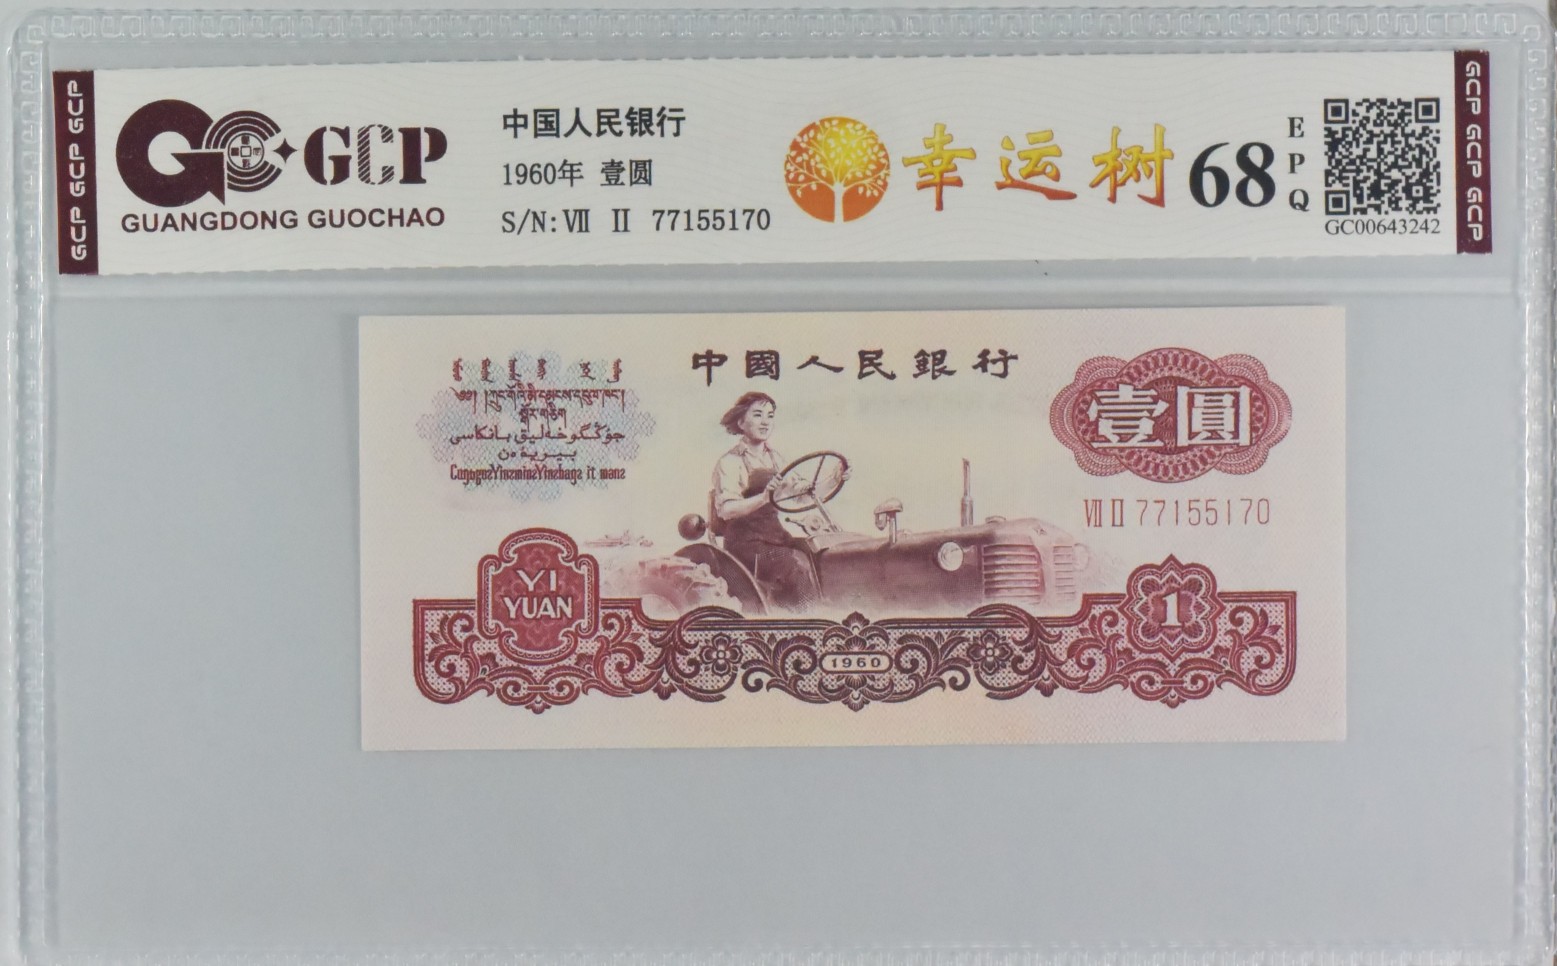 GCP GCP GCP
GCP
GUANGDONG GUOCHAO
中国人民银行
1960年 壹圆
S/N: Ⅶ Ⅱ 77155170
幸运树
68
EPQ
GC00643242
GCP GCP GCP
中國人民銀行
壹圓
Ⅶ Ⅱ 77155170
YI
YUAN
1
1960